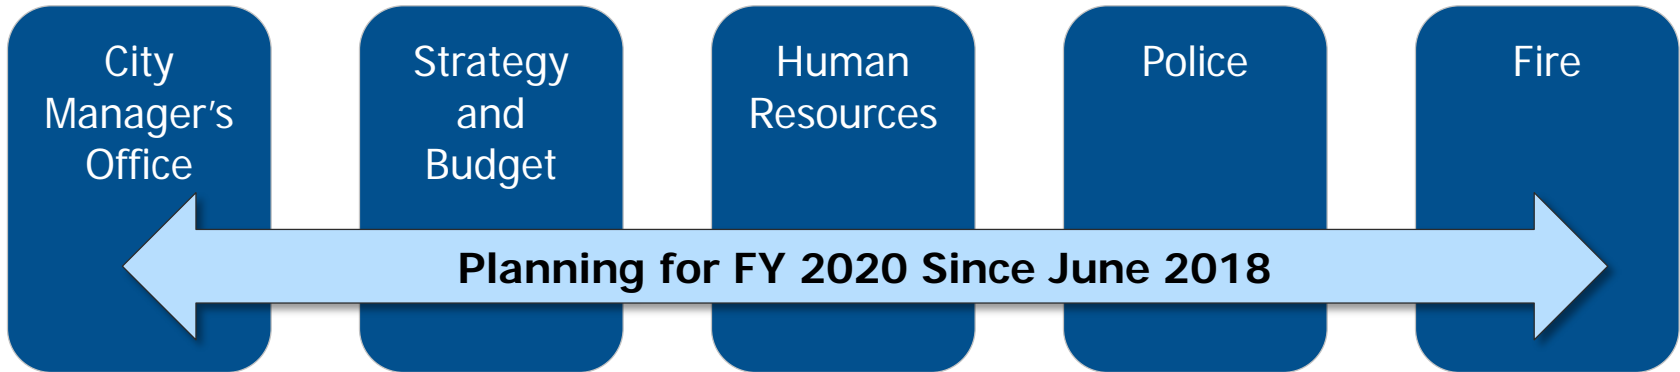 City
Manager’s
Office
Strategy
and
Budget
Human
Resources
Police
Fire
Planning for FY 2020 Since June 2018